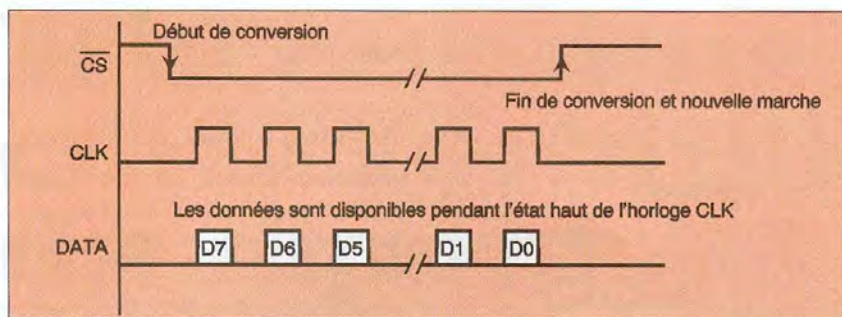 Début de conversion
CS
Fin de conversion et nouvelle marche
CLK
Les données sont disponibles pendant l'état haut de l'horloge CLK
DATA D7 D6 D5 D1 D0